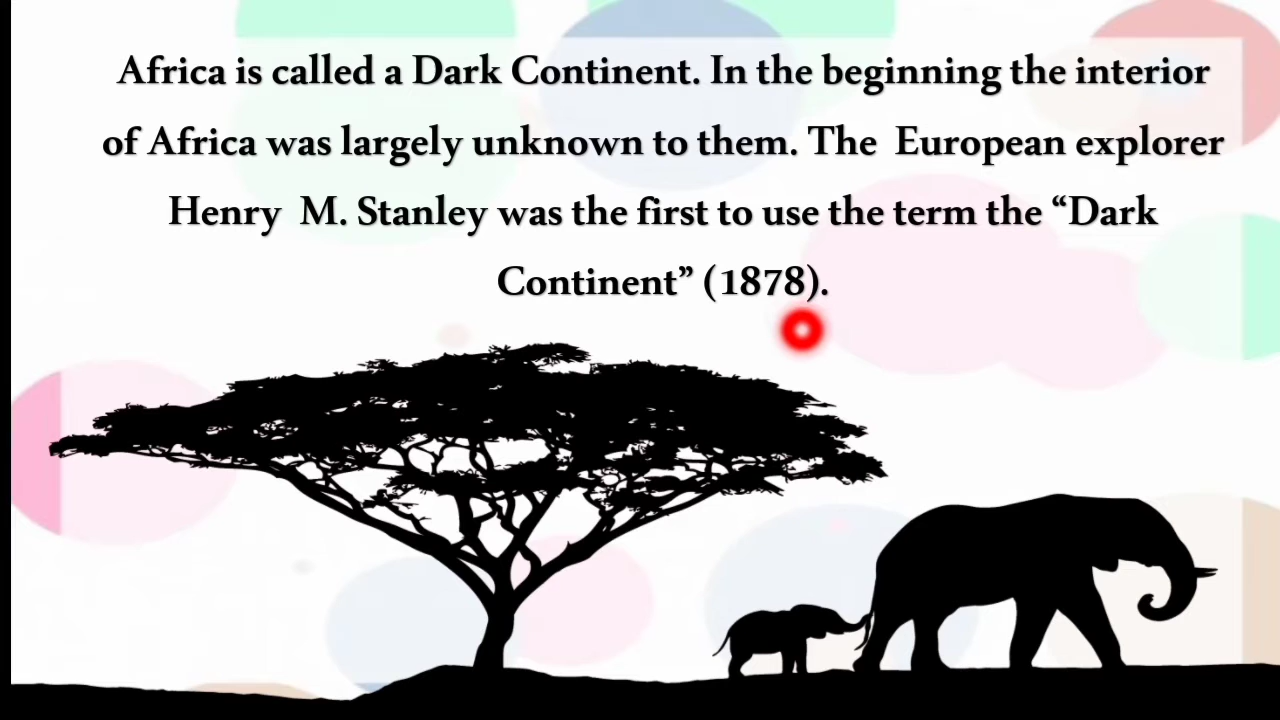 Africa is called a Dark Continent. In the beginning the interior
of Africa was largely unknown to them. The European explorer
Henry M. Stanley was the first to use the term the “Dark
Continent” (1878).